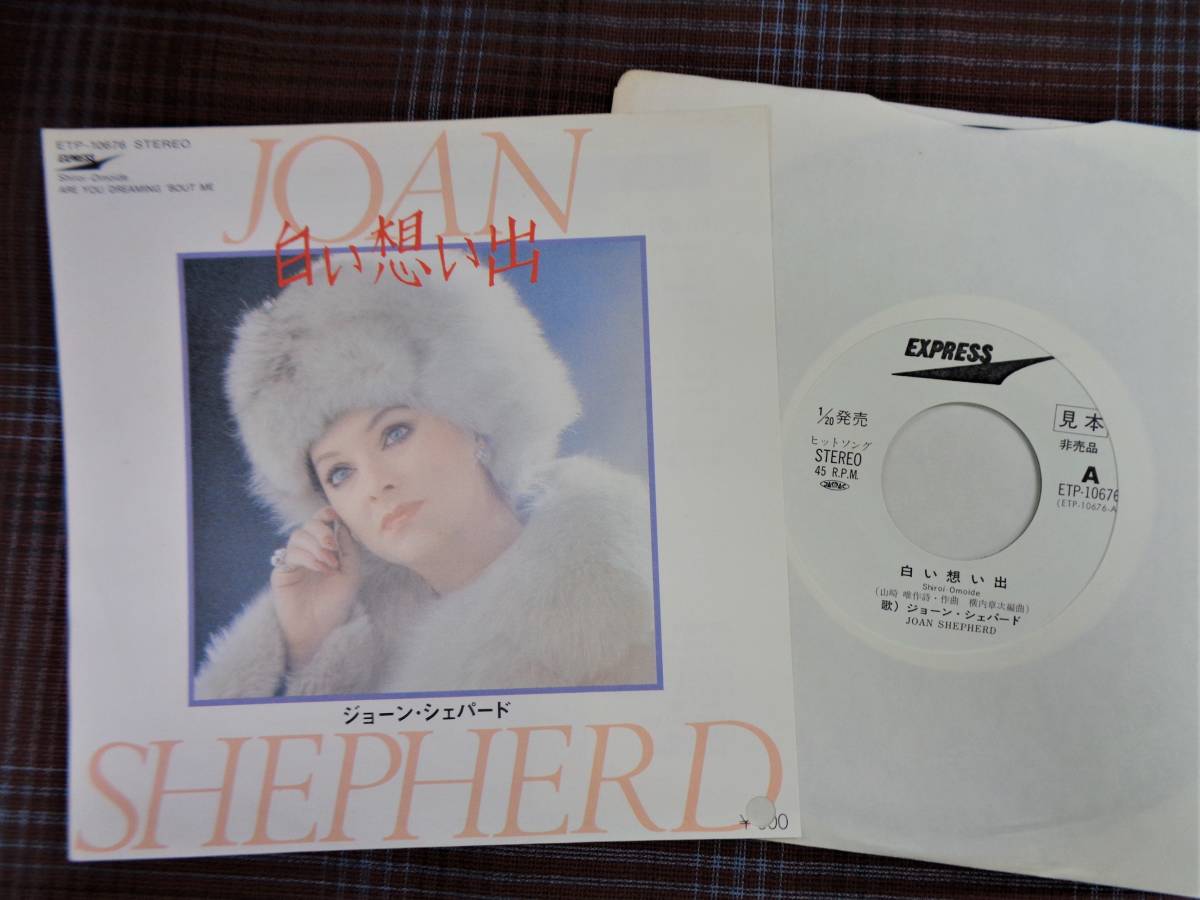 ETP-10676 STEREO
EXPRESS
Shiroi-Omoide
ARE YOU DREAMING 'BOUT ME
JOAN
白い想い出
ジョーン・シェパード
SHEPHERD
¥ 00
EXPRESS
1/20 発売
ヒットソング
STEREO
45 R.P.M.
見本
非売品
A
ETP-10676
(ETP-10676-A
白い想い出
Shiroi Omoide
(山崎 唯作詩・作曲 横内章次編曲)
歌) ジョーン・シェパード
JOAN SHEPHERD